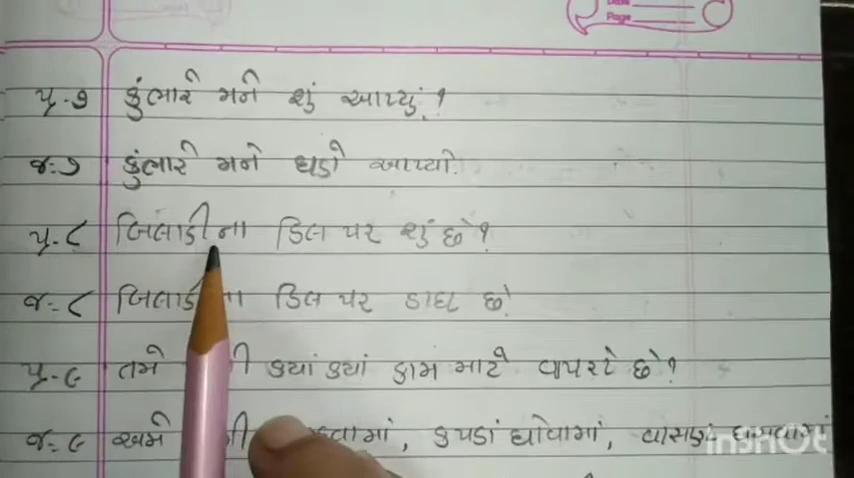 Date
Page
પ્ર.૭ કુંભારે મને શું આપ્યું?
જ.૭ કુંભારે મને ઘડો આપ્યો.
પ્ર.૮ બિલાડીના ડિલ પર શું છે?
જ.૮ બિલાડીના ડિલ પર ડાઘ છે.
પ્ર.૯ તમે ક્યાં ક્યાં કામ માટે વાપરો છો?
જ.૯ અમે કપડાં ધોવામાં, વાસણ
InShOT